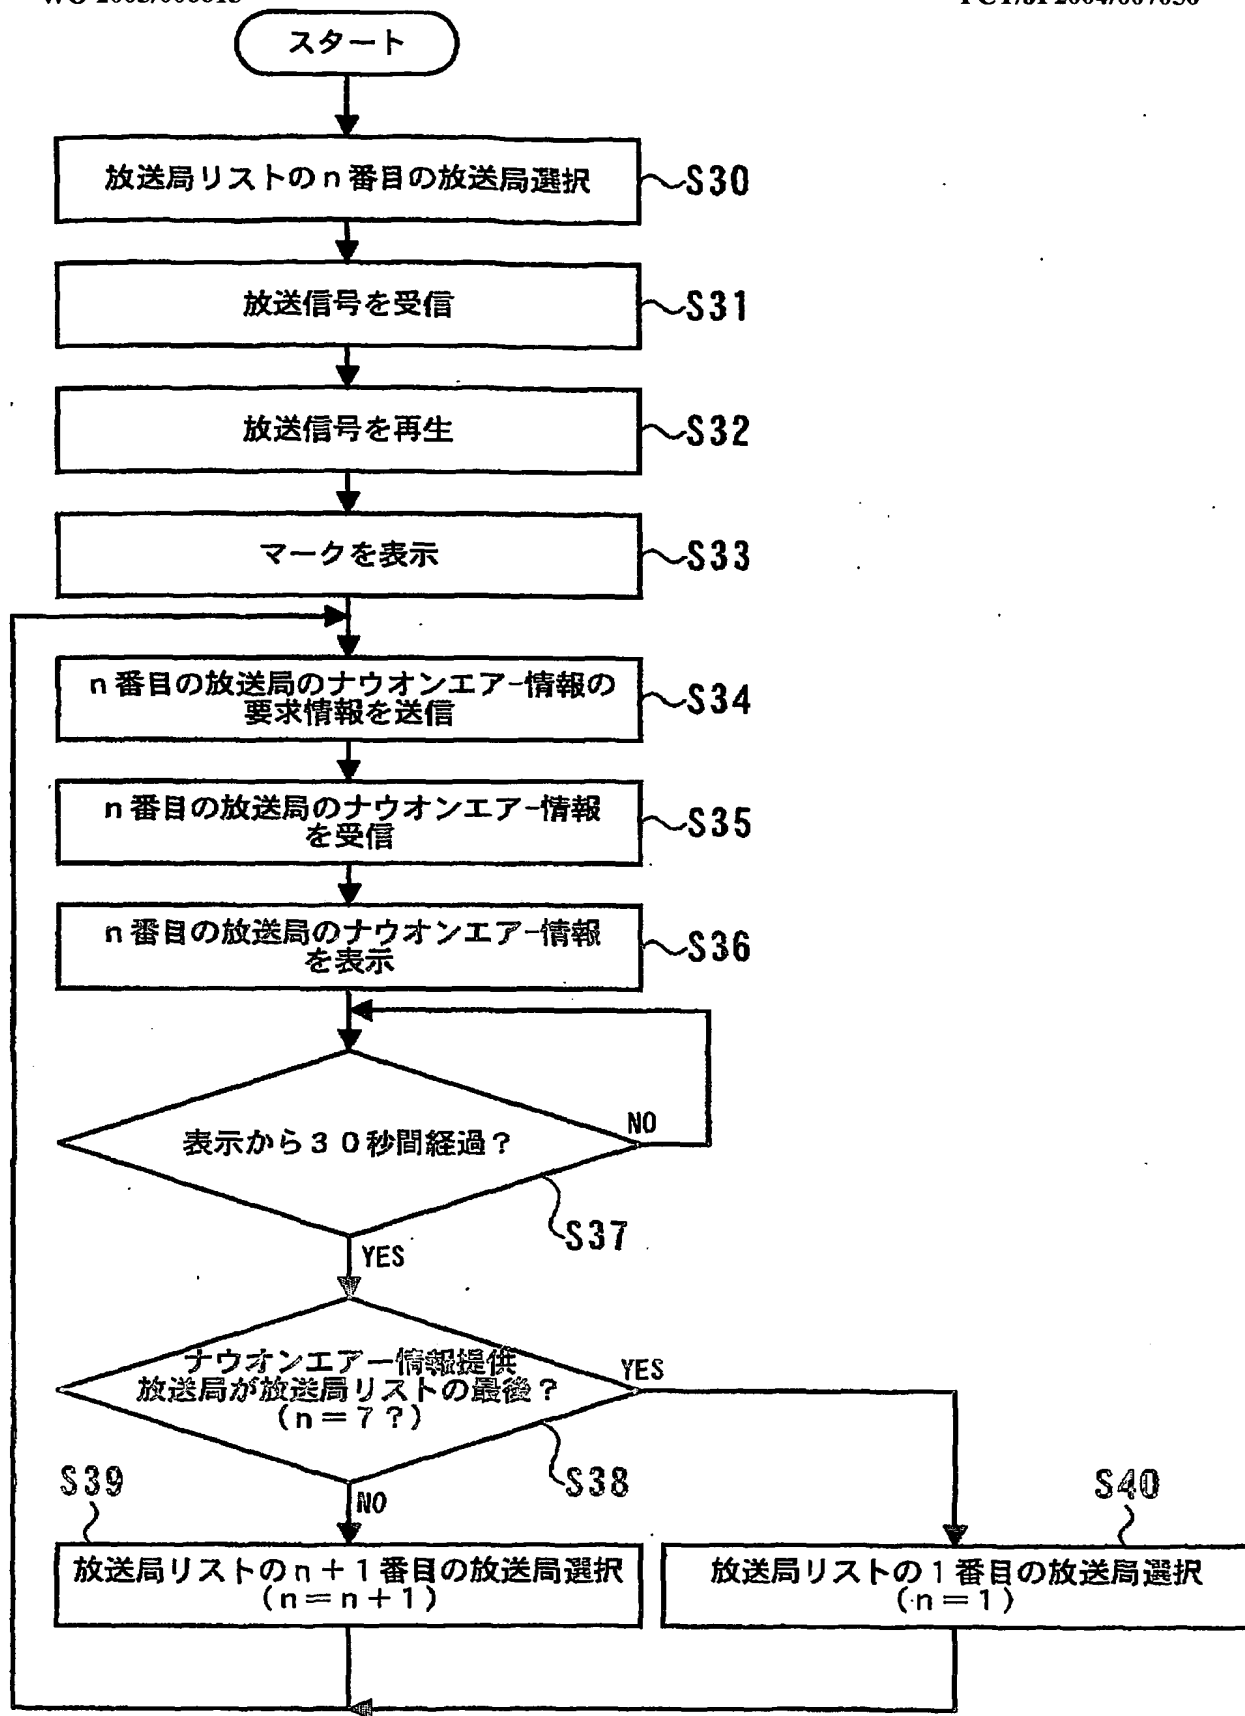 スタート
放送局リストのn番目の放送局選択
S30
放送信号を受信
S31
放送信号を再生
S32
マークを表示
S33
n番目の放送局のナウオンエアー情報の
要求情報を送信
S34
n番目の放送局のナウオンエアー情報
を受信
S35
n番目の放送局のナウオンエアー情報
を表示
S36
表示から30秒間経過?
NO
S37
YES
ナウオンエアー情報提供
放送局が放送局リストの最後?
(n=7?)
YES
S38
NO
S39
放送局リストのn+1番目の放送局選択
(n=n+1)
S40
放送局リストの1番目の放送局選択
(n=1)